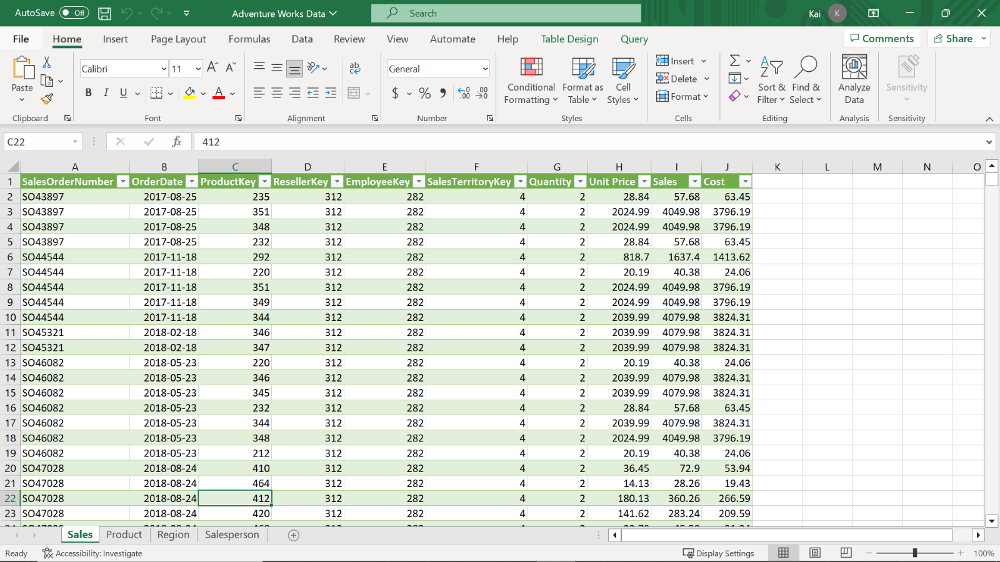 AutoSave Off Adventure Works Data Search Kai K
File Home Insert Page Layout Formulas Data Review View Automate Help Table Design Query Comments Share
Paste Calibri 11 General Conditional Formatting Format as Table Cell Styles Insert Delete Format Sort & Filter Find & Select Analyze Data Sensitivity
Clipboard Font Alignment Number Styles Cells Editing Analysis Sensitivity
C22 fx 412
A B C D E F G H I J K L M N O
1 SalesOrderNumber OrderDate ProductKey ResellerKey EmployeeKey SalesTerritoryKey Quantity Unit Price Sales Cost
2 SO43897 2017-08-25 235 312 282 4 2 28.84 57.68 63.45
3 SO43897 2017-08-25 351 312 282 4 2 2024.99 4049.98 3796.19
4 SO43897 2017-08-25 348 312 282 4 2 2024.99 4049.98 3796.19
5 SO43897 2017-08-25 232 312 282 4 2 28.84 57.68 63.45
6 SO44544 2017-11-18 292 312 282 4 2 818.7 1637.4 1413.62
7 SO44544 2017-11-18 220 312 282 4 2 20.19 40.38 24.06
8 SO44544 2017-11-18 351 312 282 4 2 2024.99 4049.98 3796.19
9 SO44544 2017-11-18 349 312 282 4 2 2024.99 4049.98 3796.19
10 SO44544 2017-11-18 344 312 282 4 2 2039.99 4079.98 3824.31
11 SO45321 2018-02-18 346 312 282 4 2 2039.99 4079.98 3824.31
12 SO45321 2018-02-18 347 312 282 4 2 2039.99 4079.98 3824.31
13 SO46082 2018-05-23 220 312 282 4 2 20.19 40.38 24.06
14 SO46082 2018-05-23 346 312 282 4 2 2039.99 4079.98 3824.31
15 SO46082 2018-05-23 345 312 282 4 2 2039.99 4079.98 3824.31
16 SO46082 2018-05-23 232 312 282 4 2 28.84 57.68 63.45
17 SO46082 2018-05-23 344 312 282 4 2 2039.99 4079.98 3824.31
18 SO46082 2018-05-23 348 312 282 4 2 2024.99 4049.98 3796.19
19 SO46082 2018-05-23 212 312 282 4 2 20.19 40.38 24.06
20 SO47028 2018-08-24 410 312 282 4 2 36.45 72.9 53.94
21 SO47028 2018-08-24 464 312 282 4 2 14.13 28.26 19.43
22 SO47028 2018-08-24 412 312 282 4 2 180.13 360.26 266.59
23 SO47028 2018-08-24 420 312 282 4 2 141.62 283.24 209.59
Sales Product Region Salesperson
Ready Accessibility: Investigate Display Settings 100%